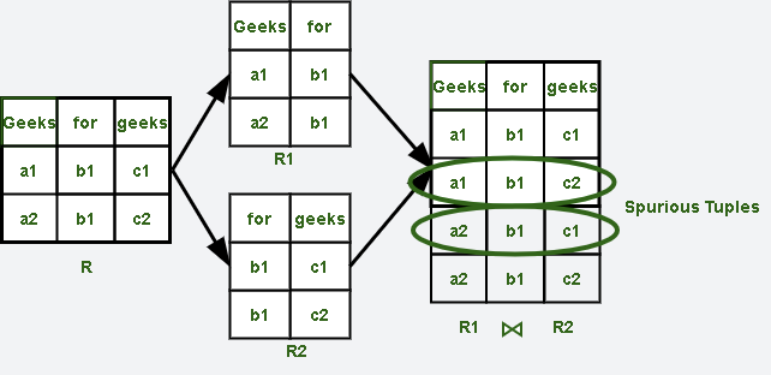 Geeks for geeks
a1 b1 c1
a2 b1 c2
R
Geeks for
a1 b1
a2 b1
R1
for geeks
b1 c1
b1 c2
R2
Geeks for geeks
a1 b1 c1
a1 b1 c2
a2 b1 c1
a2 b1 c2
R1 ⋈ R2
Spurious Tuples